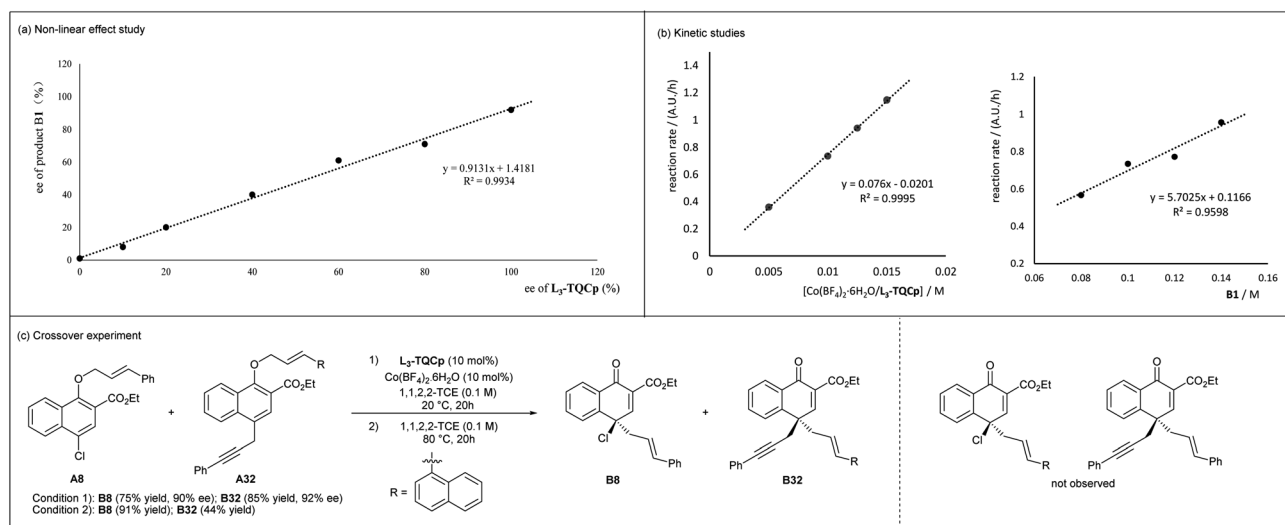 (a) Non-linear effect study
ee of product B1 (%)
120
100
80
60
40
20
0
0
20
40
60
80
100
120
y = 0.9131x + 1.4181
R² = 0.9934
ee of L₃-TQCp (%)
(b) Kinetic studies
reaction rate / (A.U./h)
1.4
1.2
1
0.8
0.6
0.4
0.2
0
0
0.005
0.01
0.015
0.02
y = 0.076x - 0.0201
R² = 0.9995
[Co(BF₄)₂·6H₂O/L₃-TQCp] / M
reaction rate / (A.U./h)
1.2
1
0.8
0.6
0.4
0.2
0.06
0.08
0.1
0.12
0.14
0.16
y = 5.7025x + 0.1166
R² = 0.9598
B1 / M
(c) Crossover experiment
O
Ph
CO₂Et
Cl
A8
+
O
R
CO₂Et
Ph
A32
1) L₃-TQCp (10 mol%)
Co(BF₄)₂.6H₂O (10 mol%)
1,1,2,2-TCE (0.1 M)
20 °C, 20h
2) 1,1,2,2-TCE (0.1 M)
80 °C, 20h
R =
O
CO₂Et
Cl
Ph
B8
+
O
CO₂Et
Ph
R
B32
O
CO₂Et
Cl
R
O
CO₂Et
Ph
Ph
not observed
Condition 1): B8 (75% yield, 90% ee); B32 (85% yield, 92% ee)
Condition 2): B8 (91% yield); B32 (44% yield)